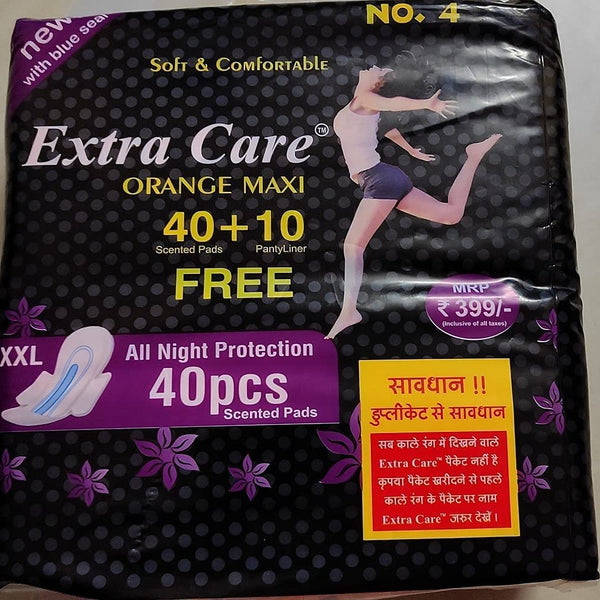 new
with blue seal
NO. 4
Soft & Comfortable
Extra Care™
ORANGE MAXI
40 + 10
Scented Pads PantyLiner
FREE
MRP
₹ 399/-
(Inclusive of all taxes)
XXL
All Night Protection
40pcs
Scented Pads
सावधान !!
डुप्लीकेट से सावधान
सब काले रंग में दिखने वाले
Extra Care™ पैकेट नहीं है
कृपया पैकेट खरीदने से पहले
काले रंग के पैकेट पर नाम
Extra Care™ जरुर देखें।